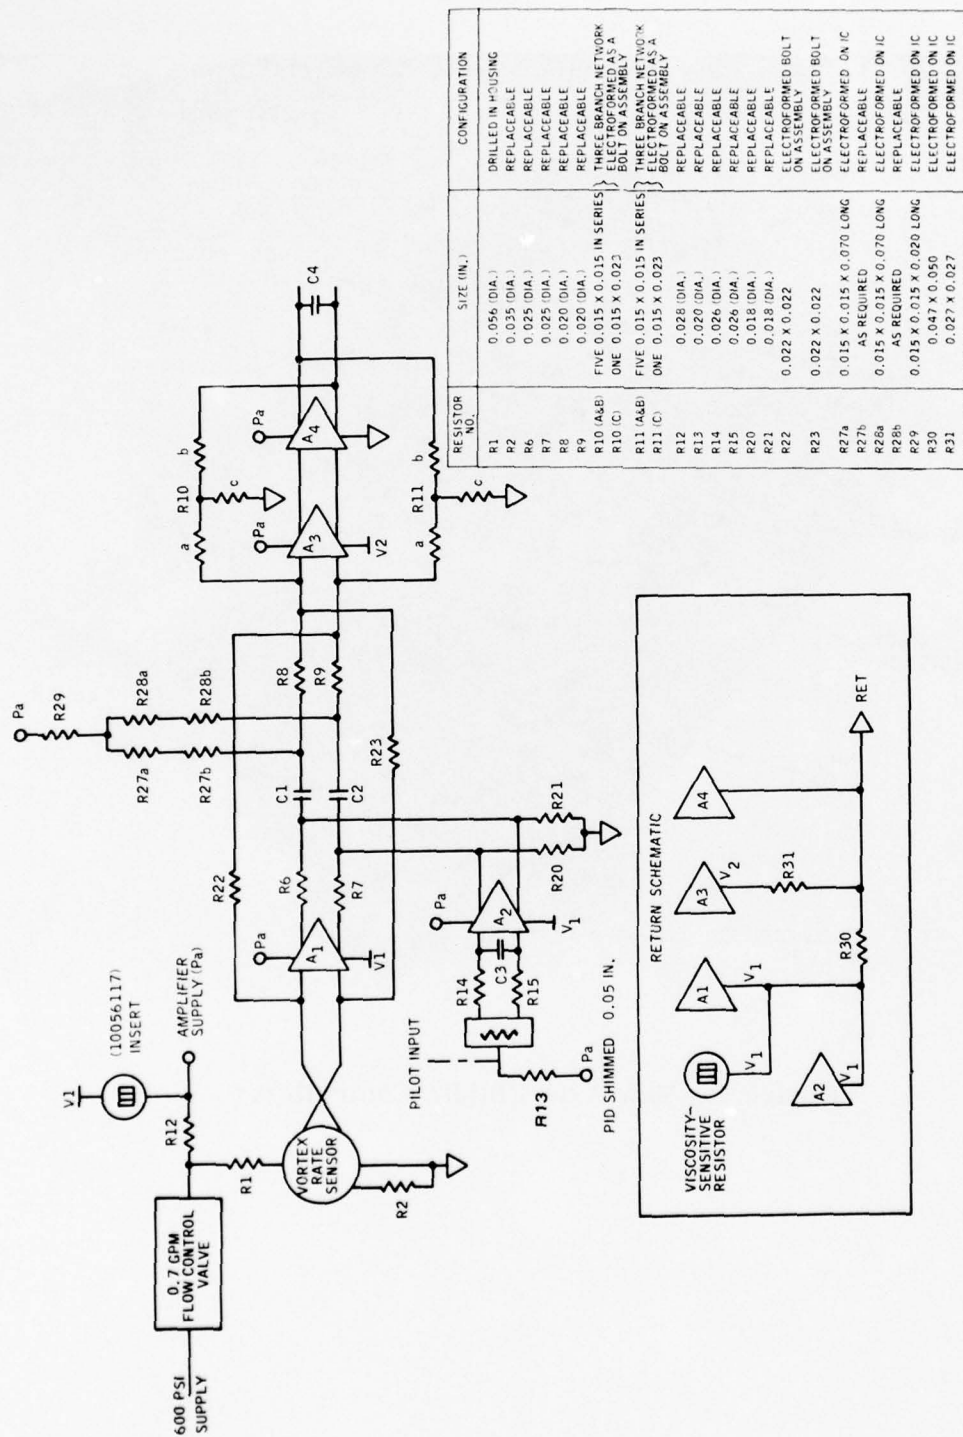 600 PSI
SUPPLY
0.7 GPM
FLOW CONTROL
VALVE
V1
(10056117)
INSERT
R12
AMPLIFIER
SUPPLY (Pa)
R1
VORTEX
RATE
SENSOR
R2
R22
Pa
A1
V1
R6
R7
C1
C2
R23
Pa
R29
R27a
R28a
R27b
R28b
R8
R9
R10
a
b
c
Pa
A3
V2
Pa
A4
R11
a
b
c
C4
PILOT INPUT
R13
Pa
R14
R15
C3
Pa
A2
V1
R20
R21
PID SHIMMED 0.05 IN.
RETURN SCHEMATIC
VISCOSITY-
SENSITIVE
RESISTOR
V1
A1
V1
A2
V1
A3
V2
R31
R30
A4
RET
RESISTOR NO. SIZE (IN.) CONFIGURATION
R1 0.056 (DIA.) DRILLED IN HOUSING
R2 0.035 (DIA.) REPLACEABLE
R6 0.025 (DIA.) REPLACEABLE
R7 0.025 (DIA.) REPLACEABLE
R8 0.020 (DIA.) REPLACEABLE
R9 0.020 (DIA.) REPLACEABLE
R10 (A&B) FIVE 0.015 X 0.015 IN SERIES } THREE BRANCH NETWORK
R10 (C) ONE 0.015 X 0.023 ELECTROFORMED AS A
BOLT ON ASSEMBLY
R11 (A&B) FIVE 0.015 X 0.015 IN SERIES } THREE BRANCH NETWORK
R11 (C) ONE 0.015 X 0.023 ELECTROFORMED AS A
BOLT ON ASSEMBLY
R12 0.028 (DIA.) REPLACEABLE
R13 0.020 (DIA.) REPLACEABLE
R14 0.026 (DIA.) REPLACEABLE
R15 0.026 (DIA.) REPLACEABLE
R20 0.018 (DIA.) REPLACEABLE
R21 0.018 (DIA.) REPLACEABLE
R22 0.022 X 0.022 ELECTROFORMED BOLT
ON ASSEMBLY
R23 0.022 X 0.022 ELECTROFORMED BOLT
ON ASSEMBLY
R27a 0.015 X 0.015 X 0.070 LONG ELECTROFORMED ON IC
R27b AS REQUIRED REPLACEABLE
R28a 0.015 X 0.015 X 0.070 LONG ELECTROFORMED ON IC
R28b AS REQUIRED REPLACEABLE
R29 0.015 X 0.015 X 0.020 LONG ELECTROFORMED ON IC
R30 0.047 X 0.050 ELECTROFORMED ON IC
R31 0.027 X 0.027 ELECTROFORMED ON IC